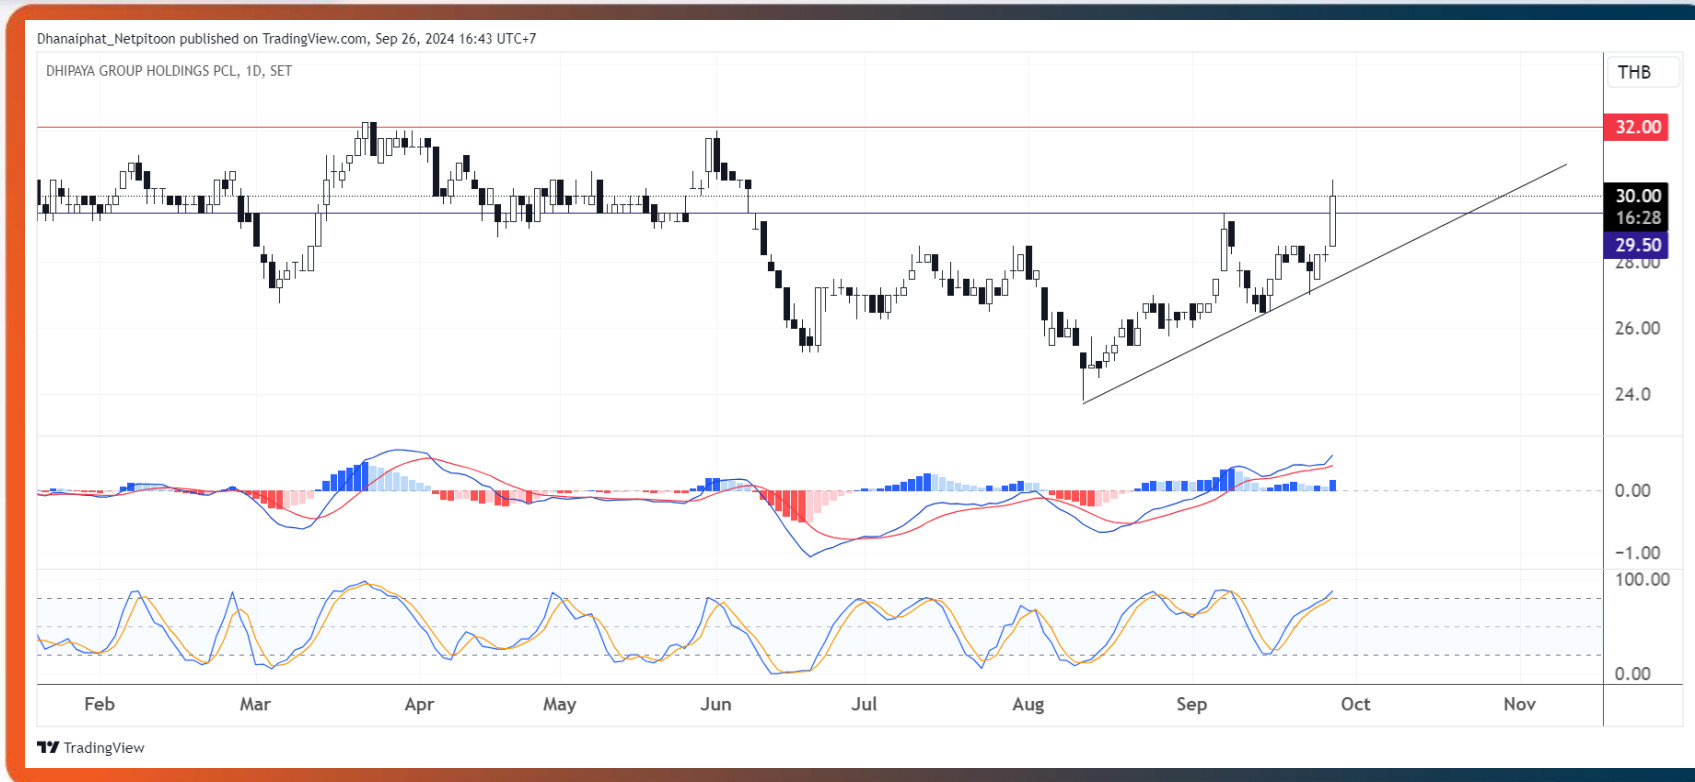 Dhanaiphat_Netpitoon published on TradingView.com, Sep 26, 2024 16:43 UTC+7
DHIPAYA GROUP HOLDINGS PCL, 1D, SET
THB
32.00
30.00
16:28
29.50
28.00
26.00
24.0
0.00
−1.00
100.00
0.00
Feb Mar Apr May Jun Jul Aug Sep Oct Nov
TradingView